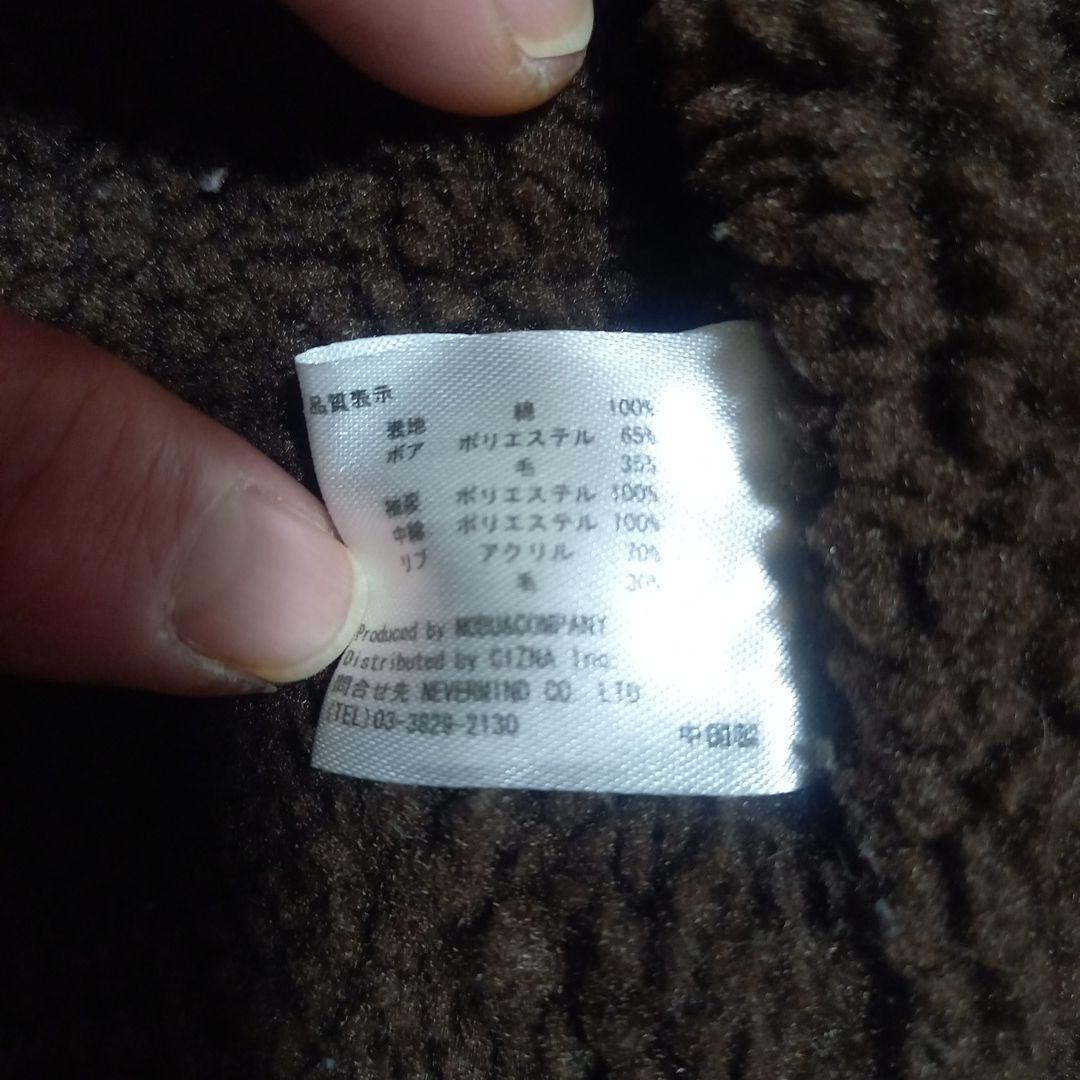 品質表示
表地 綿 100%
ボア ポリエステル 65%
毛 35%
袖裏 ポリエステル 100%
中綿 ポリエステル 100%
リブ アクリル 70%
毛 30%
Produced by NOBU&COMPANY
Distributed by CIZNA Inc.
問合せ先 NEVERMIND CO. LTD
(TEL)03-3829-2130
中国製